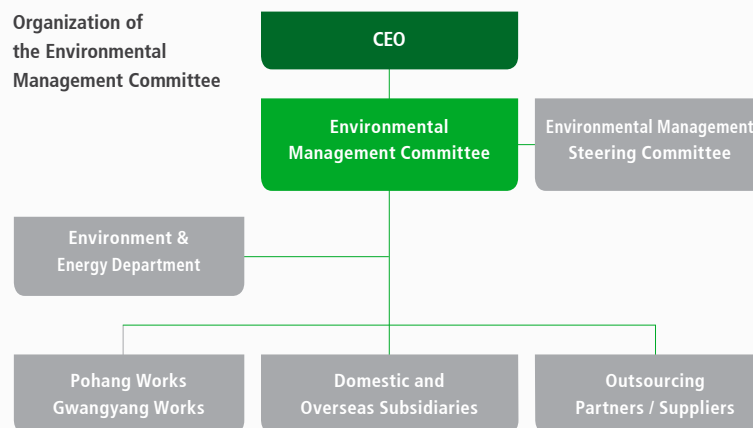 Organization of
the Environmental
Management Committee
CEO
Environmental
Management Committee
Environmental Management
Steering Committee
Environment &
Energy Department
Pohang Works
Gwangyang Works
Domestic and
Overseas Subsidiaries
Outsourcing
Partners / Suppliers